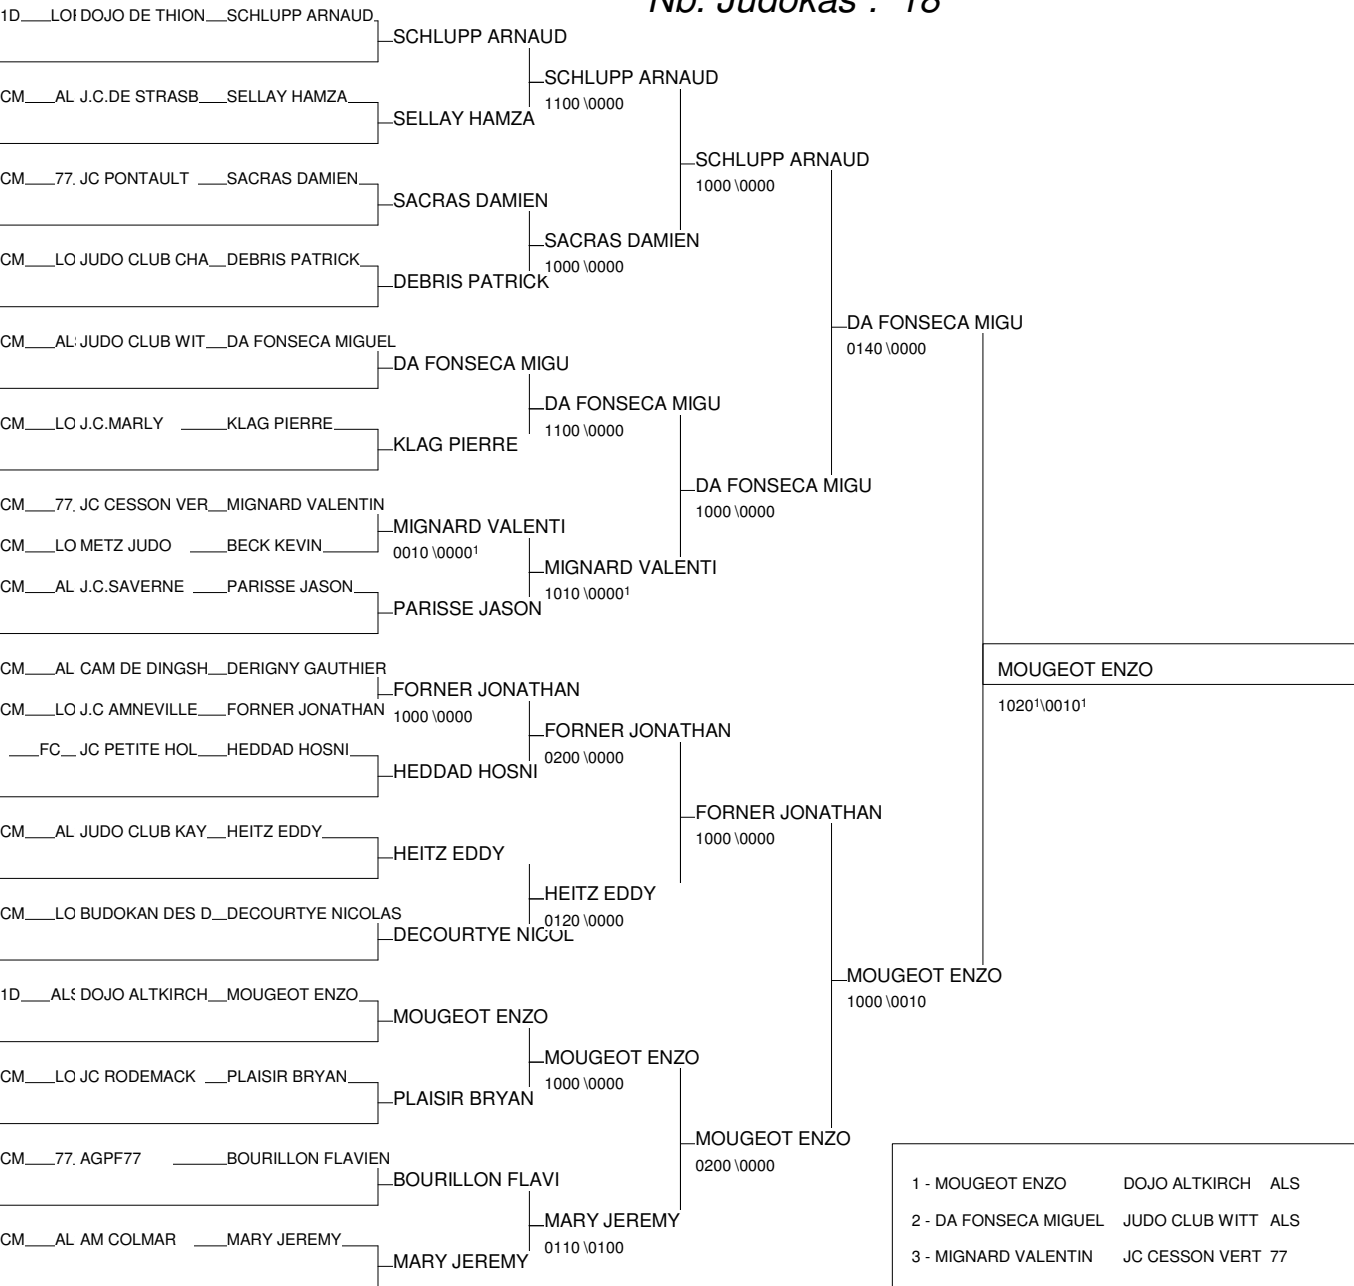 Nb. Judokas : 18
1D LOR DOJO DE THION SCHLUPP ARNAUD
SCHLUPP ARNAUD
SCHLUPP ARNAUD
1100 \0000
CM AL J.C.DE STRASB SELLAY HAMZA
SELLAY HAMZA
SCHLUPP ARNAUD
1000 \0000
CM 77 JC PONTAULT SACRAS DAMIEN
SACRAS DAMIEN
SACRAS DAMIEN
1000 \0000
CM LO JUDO CLUB CHA DEBRIS PATRICK
DEBRIS PATRICK
DA FONSECA MIGU
0140 \0000
CM AL JUDO CLUB WIT DA FONSECA MIGUEL
DA FONSECA MIGU
DA FONSECA MIGU
1100 \0000
CM LO J.C.MARLY KLAG PIERRE
KLAG PIERRE
DA FONSECA MIGU
1000 \0000
CM 77 JC CESSON VER MIGNARD VALENTIN
MIGNARD VALENTI
0010 \0000¹
CM LO METZ JUDO BECK KEVIN
MIGNARD VALENTI
1010 \0000¹
CM AL J.C.SAVERNE PARISSE JASON
PARISSE JASON
MOUGEOT ENZO
1020¹\0010¹
CM AL CAM DE DINGSH DERIGNY GAUTHIER
FORNER JONATHAN
1000 \0000
CM LO J.C AMNEVILLE FORNER JONATHAN
FORNER JONATHAN
0200 \0000
FC JC PETITE HOL HEDDAD HOSNI
HEDDAD HOSNI
FORNER JONATHAN
1000 \0000
CM AL JUDO CLUB KAY HEITZ EDDY
HEITZ EDDY
HEITZ EDDY
0120 \0000
CM LO BUDOKAN DES D DECOURTYE NICOLAS
DECOURTYE NICOL
MOUGEOT ENZO
1000 \0010
1D ALS DOJO ALTKIRCH MOUGEOT ENZO
MOUGEOT ENZO
MOUGEOT ENZO
1000 \0000
CM LO JC RODEMACK PLAISIR BRYAN
PLAISIR BRYAN
MOUGEOT ENZO
0200 \0000
CM 77 AGPF77 BOURILLON FLAVIEN
BOURILLON FLAVI
MARY JEREMY
0110 \0100
CM AL AM COLMAR MARY JEREMY
MARY JEREMY
1 - MOUGEOT ENZO DOJO ALTKIRCH ALS
2 - DA FONSECA MIGUEL JUDO CLUB WITT ALS
3 - MIGNARD VALENTIN JC CESSON VERT 77